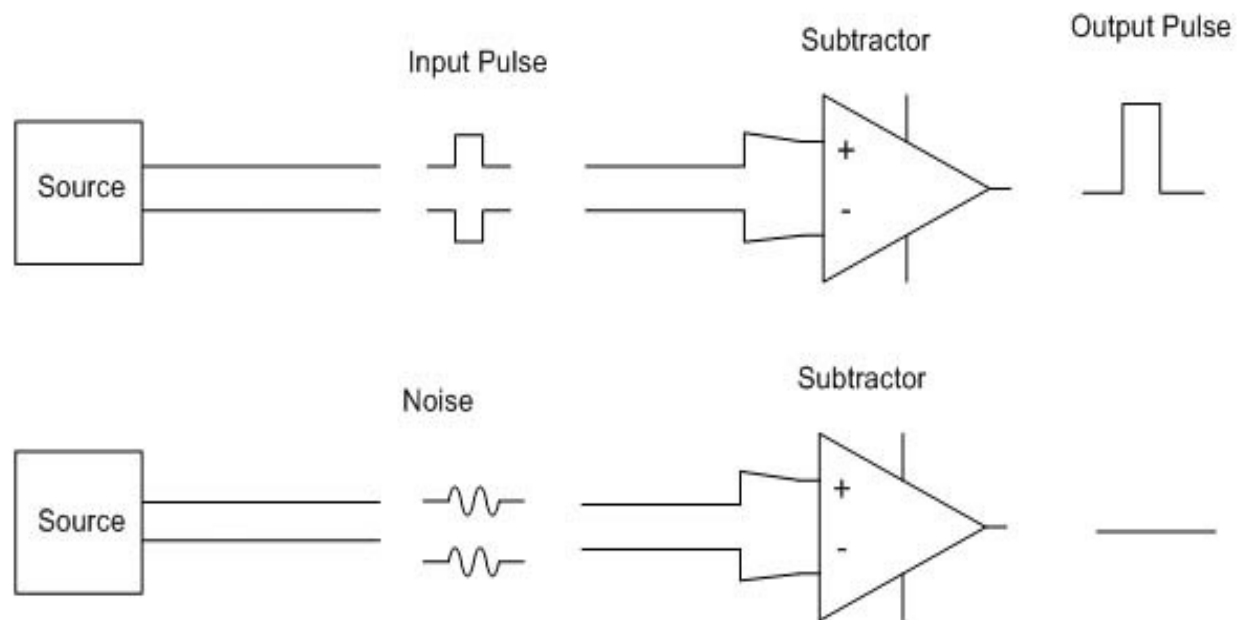 Output Pulse
Subtractor
Input Pulse
Source
+
-
Subtractor
Noise
Source
+
-